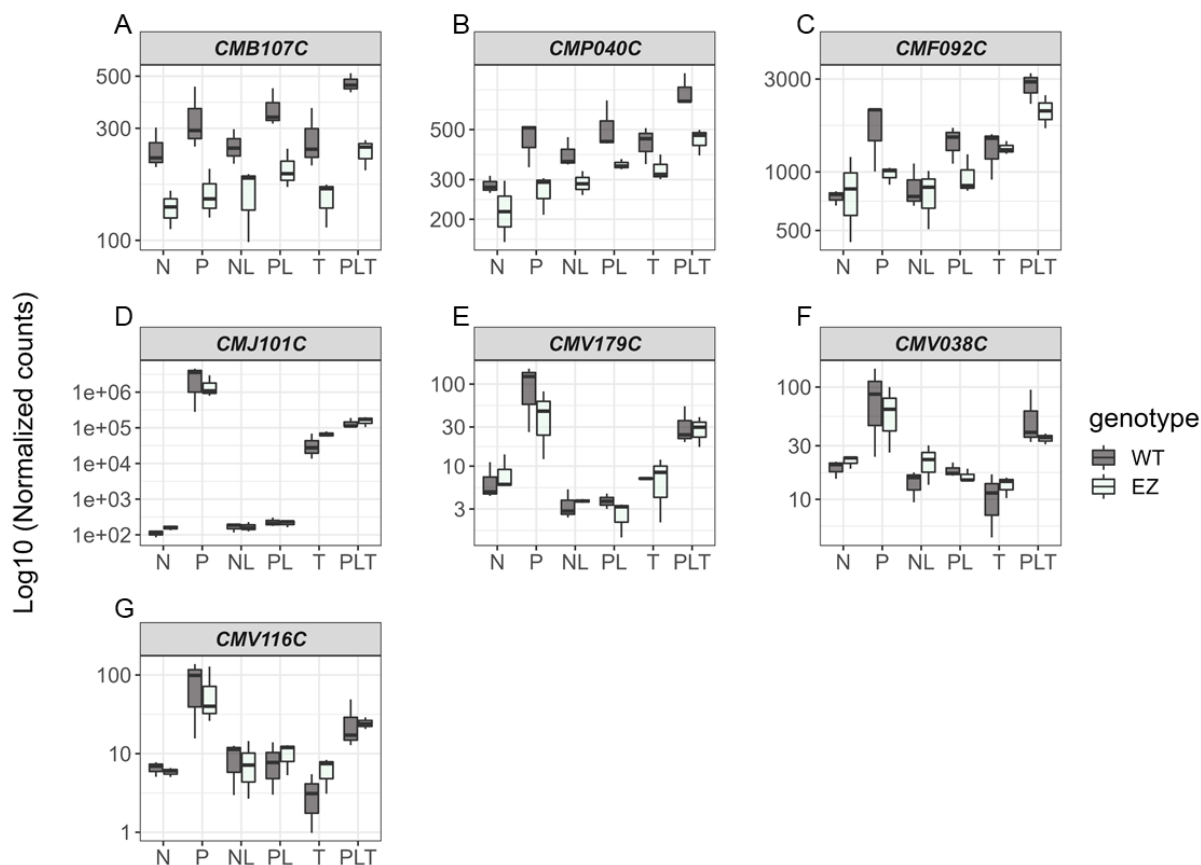 A
CMB107C
500
300
100
N P NL PL T PLT
B
CMP040C
500
300
200
N P NL PL T PLT
C
CMF092C
3000
1000
500
N P NL PL T PLT
Log10 (Normalized counts)
D
CMJ101C
1e+06
1e+05
1e+04
1e+03
1e+02
N P NL PL T PLT
E
CMV179C
100
30
10
3
N P NL PL T PLT
F
CMV038C
100
30
10
N P NL PL T PLT
genotype
WT
EZ
G
CMV116C
100
10
1
N P NL PL T PLT